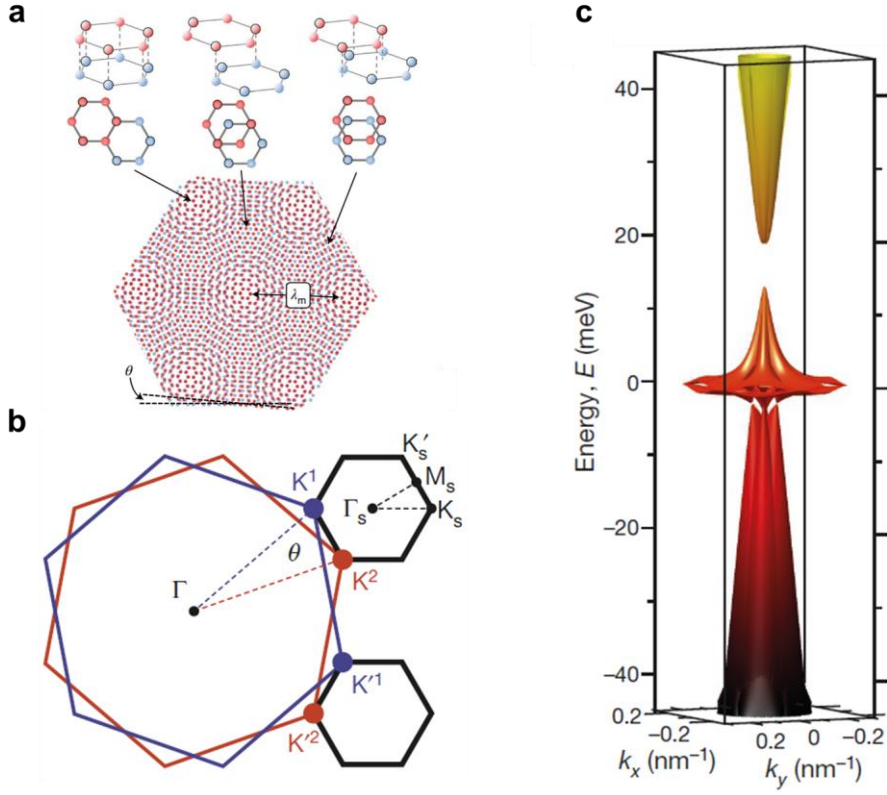 a
λm
θ
b
K¹
K′s
Ms
Γs
Ks
θ
K²
Γ
K′¹
K′²
c
40
20
0
−20
−40
Energy, E (meV)
0.2
−0.2
0.2
0
−0.2
kx (nm⁻¹)
ky (nm⁻¹)